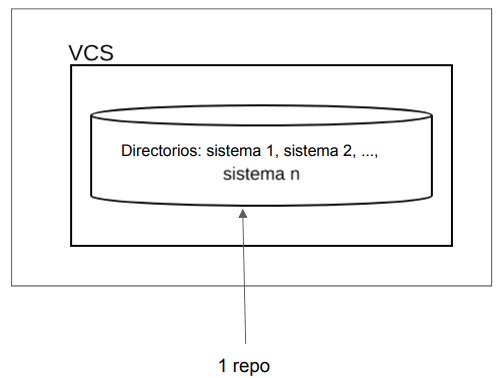 VCS
Directorios: sistema 1, sistema 2, ...,
sistema n
1 repo